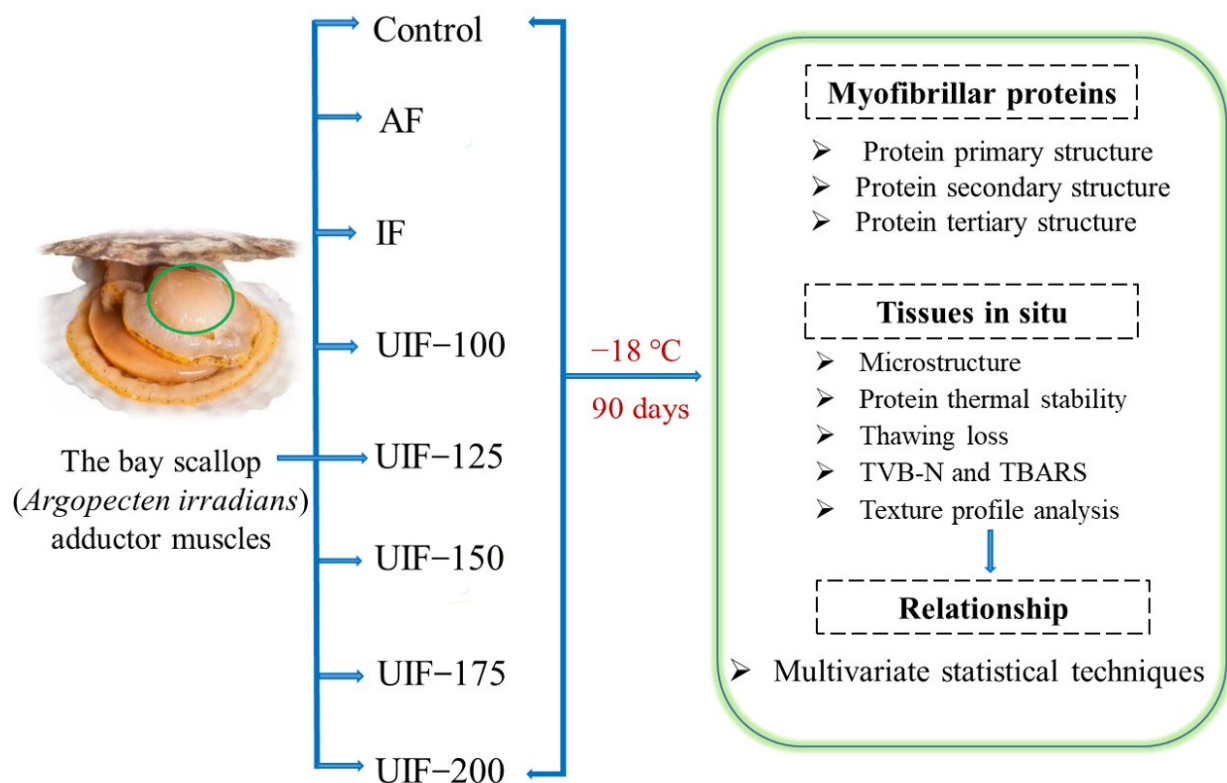 Control
AF
IF
UIF−100
UIF−125
UIF−150
UIF−175
UIF−200
The bay scallop
(Argopecten irradians)
adductor muscles
−18 ℃
90 days
Myofibrillar proteins
➢ Protein primary structure
➢ Protein secondary structure
➢ Protein tertiary structure
Tissues in situ
➢ Microstructure
➢ Protein thermal stability
➢ Thawing loss
➢ TVB-N and TBARS
➢ Texture profile analysis
Relationship
➢ Multivariate statistical techniques